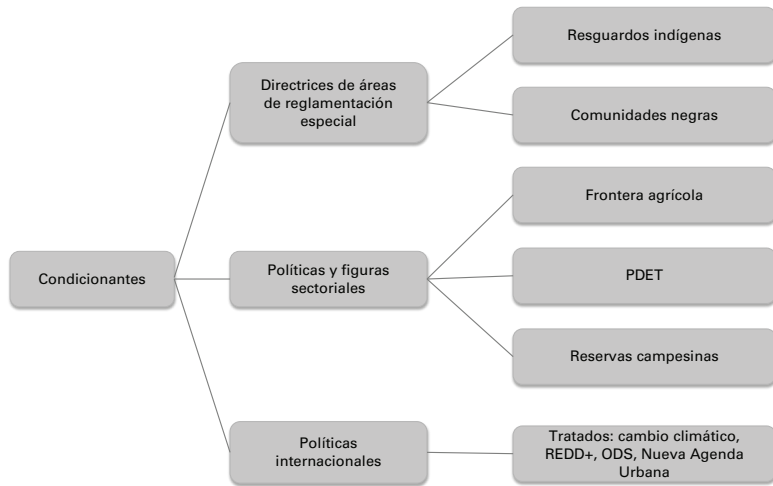 Condicionantes
Directrices de áreas
de reglamentación
especial
Resguardos indígenas
Comunidades negras
Políticas y figuras
sectoriales
Frontera agrícola
PDET
Reservas campesinas
Políticas
internacionales
Tratados: cambio climático,
REDD+, ODS, Nueva Agenda
Urbana